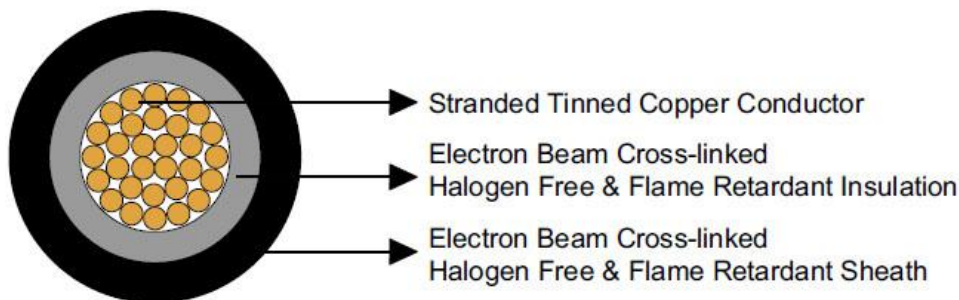 Stranded Tinned Copper Conductor
Electron Beam Cross-linked
Halogen Free & Flame Retardant Insulation
Electron Beam Cross-linked
Halogen Free & Flame Retardant Sheath